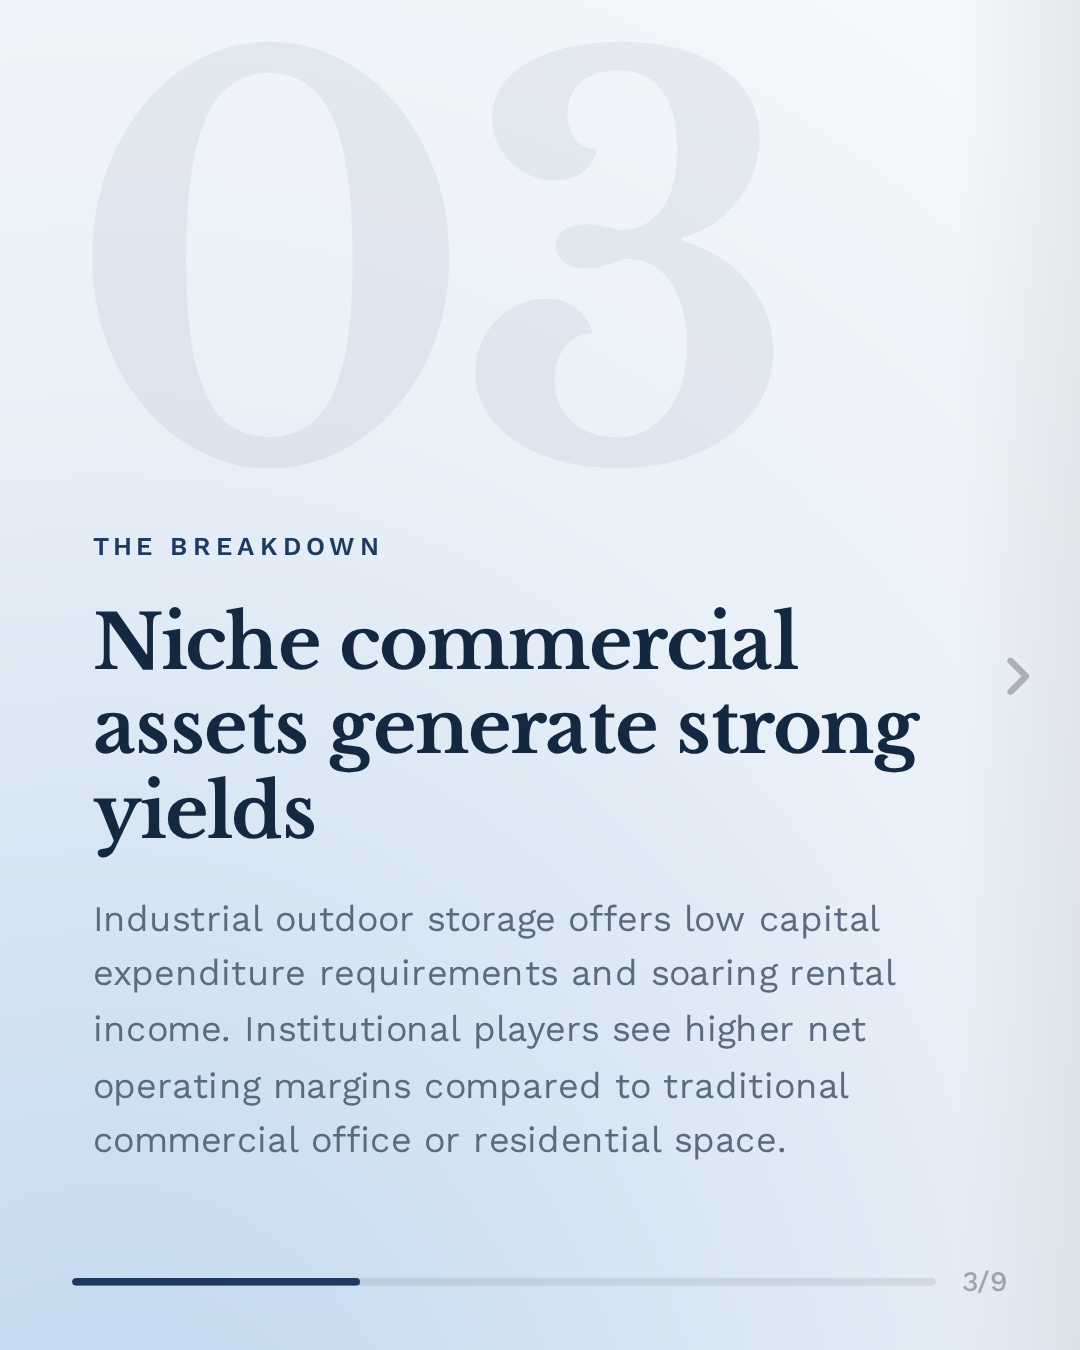 03
THE BREAKDOWN
Niche commercial
assets generate strong
yields
Industrial outdoor storage offers low capital
expenditure requirements and soaring rental
income. Institutional players see higher net
operating margins compared to traditional
commercial office or residential space.
3/9